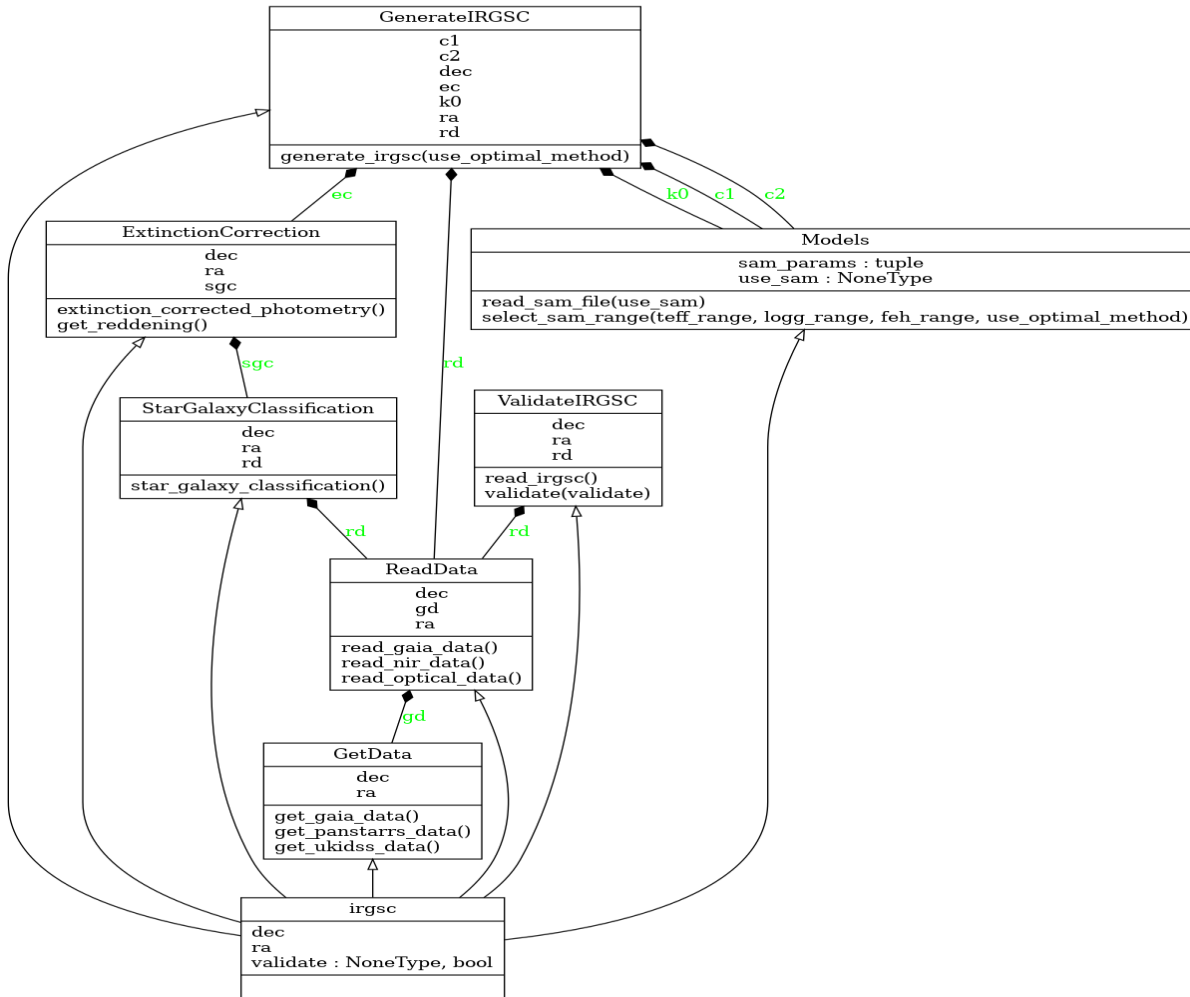 GenerateIRGSC
c1
c2
dec
ec
k0
ra
rd
generate_irgsc(use_optimal_method)
ec
k0
c1
c2
ExtinctionCorrection
dec
ra
sgc
extinction_corrected_photometry()
get_reddening()
Models
sam_params : tuple
use_sam : NoneType
read_sam_file(use_sam)
select_sam_range(teff_range, logg_range, feh_range, use_optimal_method)
sgc
rd
StarGalaxyClassification
dec
ra
rd
star_galaxy_classification()
ValidateIRGSC
dec
ra
rd
read_irgsc()
validate(validate)
rd
rd
ReadData
dec
gd
ra
read_gaia_data()
read_nir_data()
read_optical_data()
gd
GetData
dec
ra
get_gaia_data()
get_panstarrs_data()
get_ukidss_data()
irgsc
dec
ra
validate : NoneType, bool